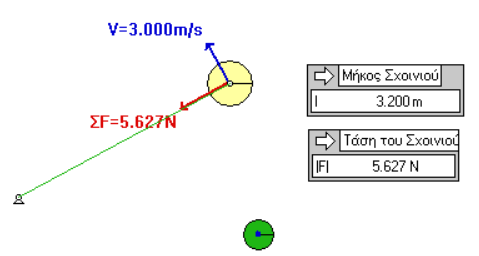 V=3.000m/s
ΣF=5.627N
Μήκος Σχοινιού
l 3.200 m
Τάση του Σχοινιού
|F| 5.627 N